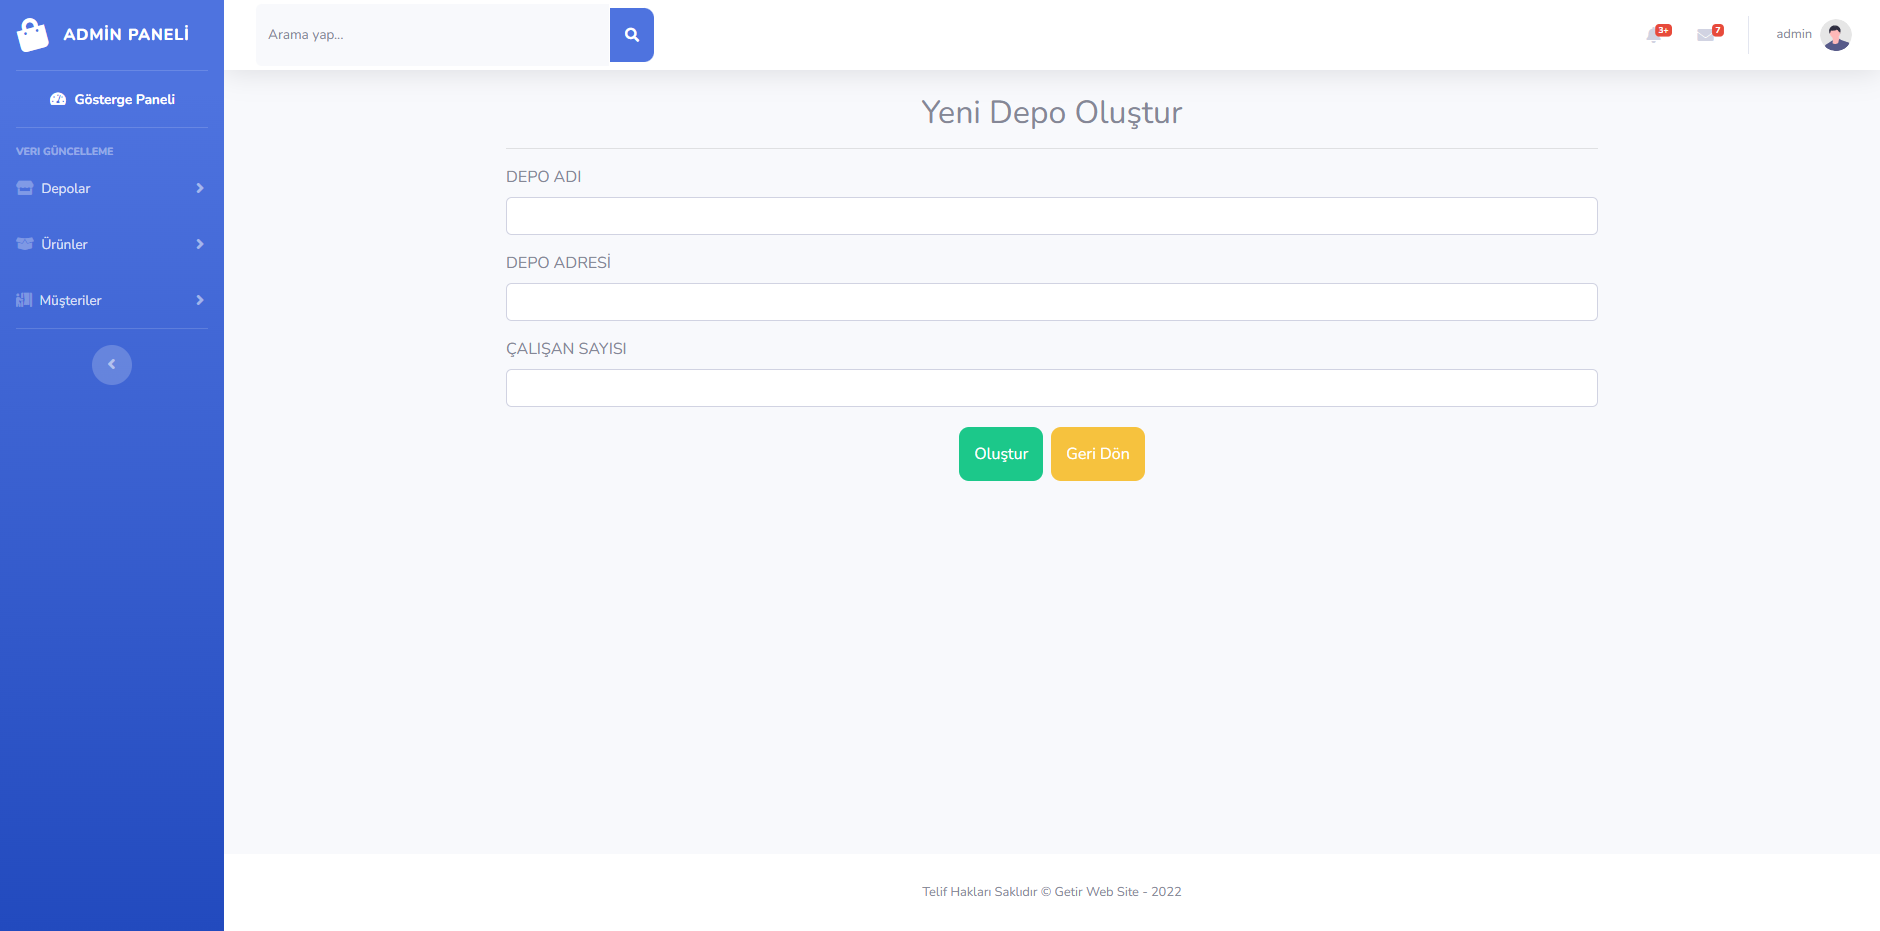 ADMİN PANELİ
Gösterge Paneli
VERI GÜNCELLEME
Depolar
Ürünler
Müşteriler
Arama yap...
3+
7
admin
Yeni Depo Oluştur
DEPO ADI
DEPO ADRESİ
ÇALIŞAN SAYISI
Oluştur
Geri Dön
Telif Hakları Saklıdır © Getir Web Site - 2022